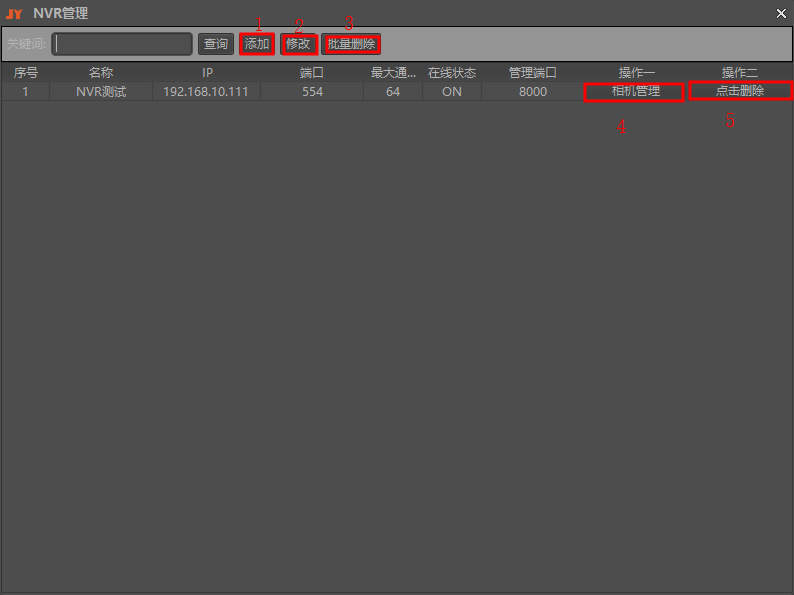 JY NVR管理
1 2 3
关键词: 查询 添加 修改 批量删除
序号 名称 IP 端口 最大通... 在线状态 管理端口 操作一 操作二
1 NVR测试 192.168.10.111 554 64 ON 8000 相机管理 点击删除
4 5